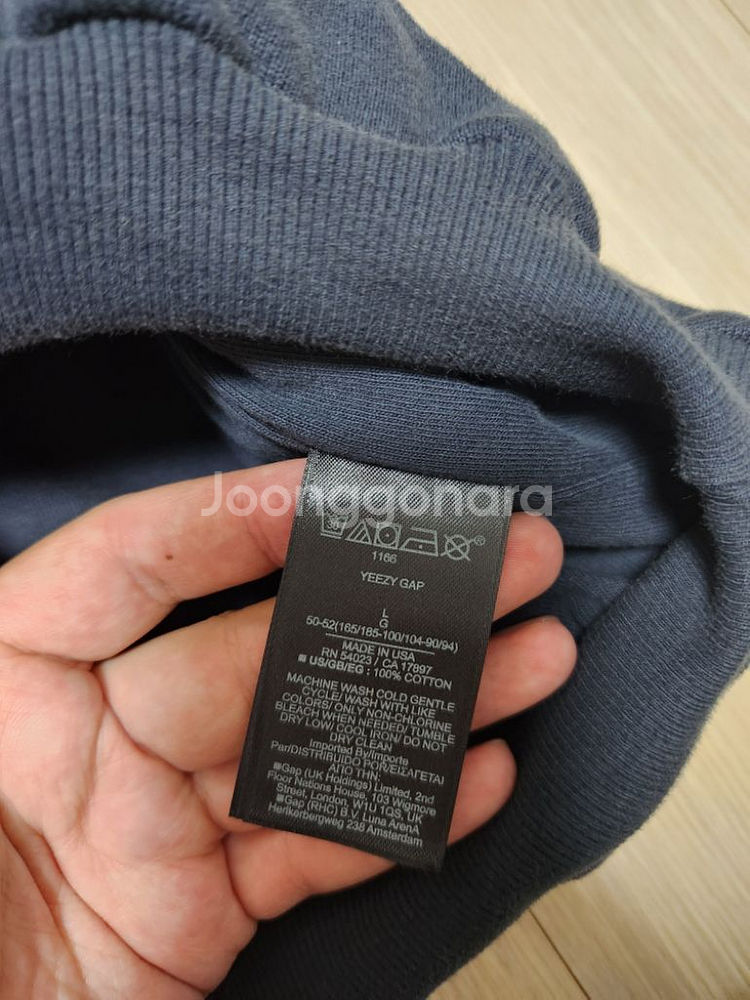 Joonggonara
30
®
1166
YEEZY GAP
L
G
50-52(165/185-100/104-90/94)
MADE IN USA
RN 54023 / CA 17897
■ US/GB/EG : 100% COTTON
MACHINE WASH COLD GENTLE
CYCLE/ WASH WITH LIKE
COLORS/ ONLY NON-CHLORINE
BLEACH WHEN NEEDED/ TUMBLE
DRY LOW/ COOL IRON/ DO NOT
DRY CLEAN
Imported By/Importe
Par/DISTRIBUIDO POR/ΕΙΣΑΓΕΤΑΙ
ΑΠΟ ΤΗΝ:
■Gap (UK Holdings) Limited, 2nd
Floor Nations House, 103 Wigmore
Street, London, W1U 1QS, UK
■Gap (RHC) B.V. Luna ArenA
Herikerbergweg 238 Amsterdam